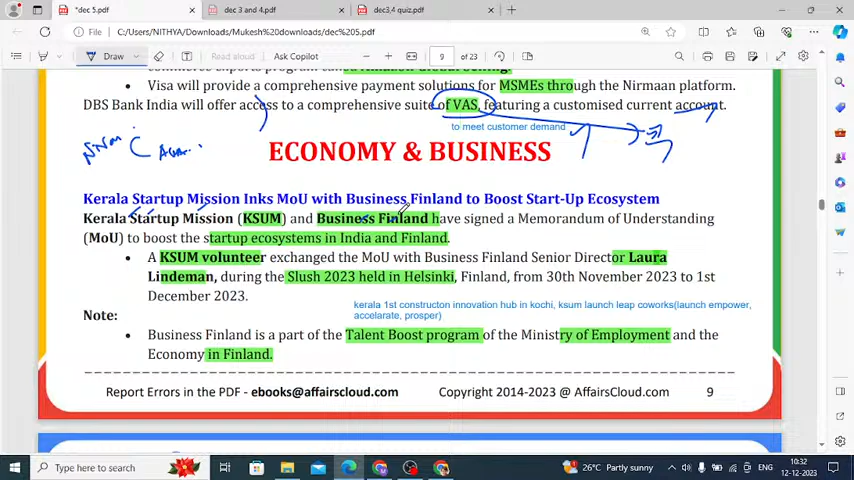 *dec 5.pdf
dec 3 and 4.pdf
dec3,4 quiz.pdf
C:/Users/NITHYA/Downloads/Mukesh%20downloads/dec%205.pdf
Draw
Read aloud
Ask Copilot
9 of 23
Visa will provide a comprehensive payment solutions for MSMEs through the Nirmaan platform.
DBS Bank India will offer access to a comprehensive suite of VAS, featuring a customised current account.
to meet customer demand
ECONOMY & BUSINESS
Kerala Startup Mission Inks MoU with Business Finland to Boost Start-Up Ecosystem
Kerala Startup Mission (KSUM) and Business Finland have signed a Memorandum of Understanding
(MoU) to boost the startup ecosystems in India and Finland.
• A KSUM volunteer exchanged the MoU with Business Finland Senior Director Laura
Lindeman, during the Slush 2023 held in Helsinki, Finland, from 30th November 2023 to 1st
December 2023.
kerala 1st constructon innovation hub in kochi, ksum launch leap coworks(launch empower,
accelarate, prosper)
Note:
• Business Finland is a part of the Talent Boost program of the Ministry of Employment and the
Economy in Finland.
Report Errors in the PDF - ebooks@affairscloud.com Copyright 2014-2023 @ AffairsCloud.com 9
Type here to search
26°C Partly sunny
ENG
10:32
12-12-2023